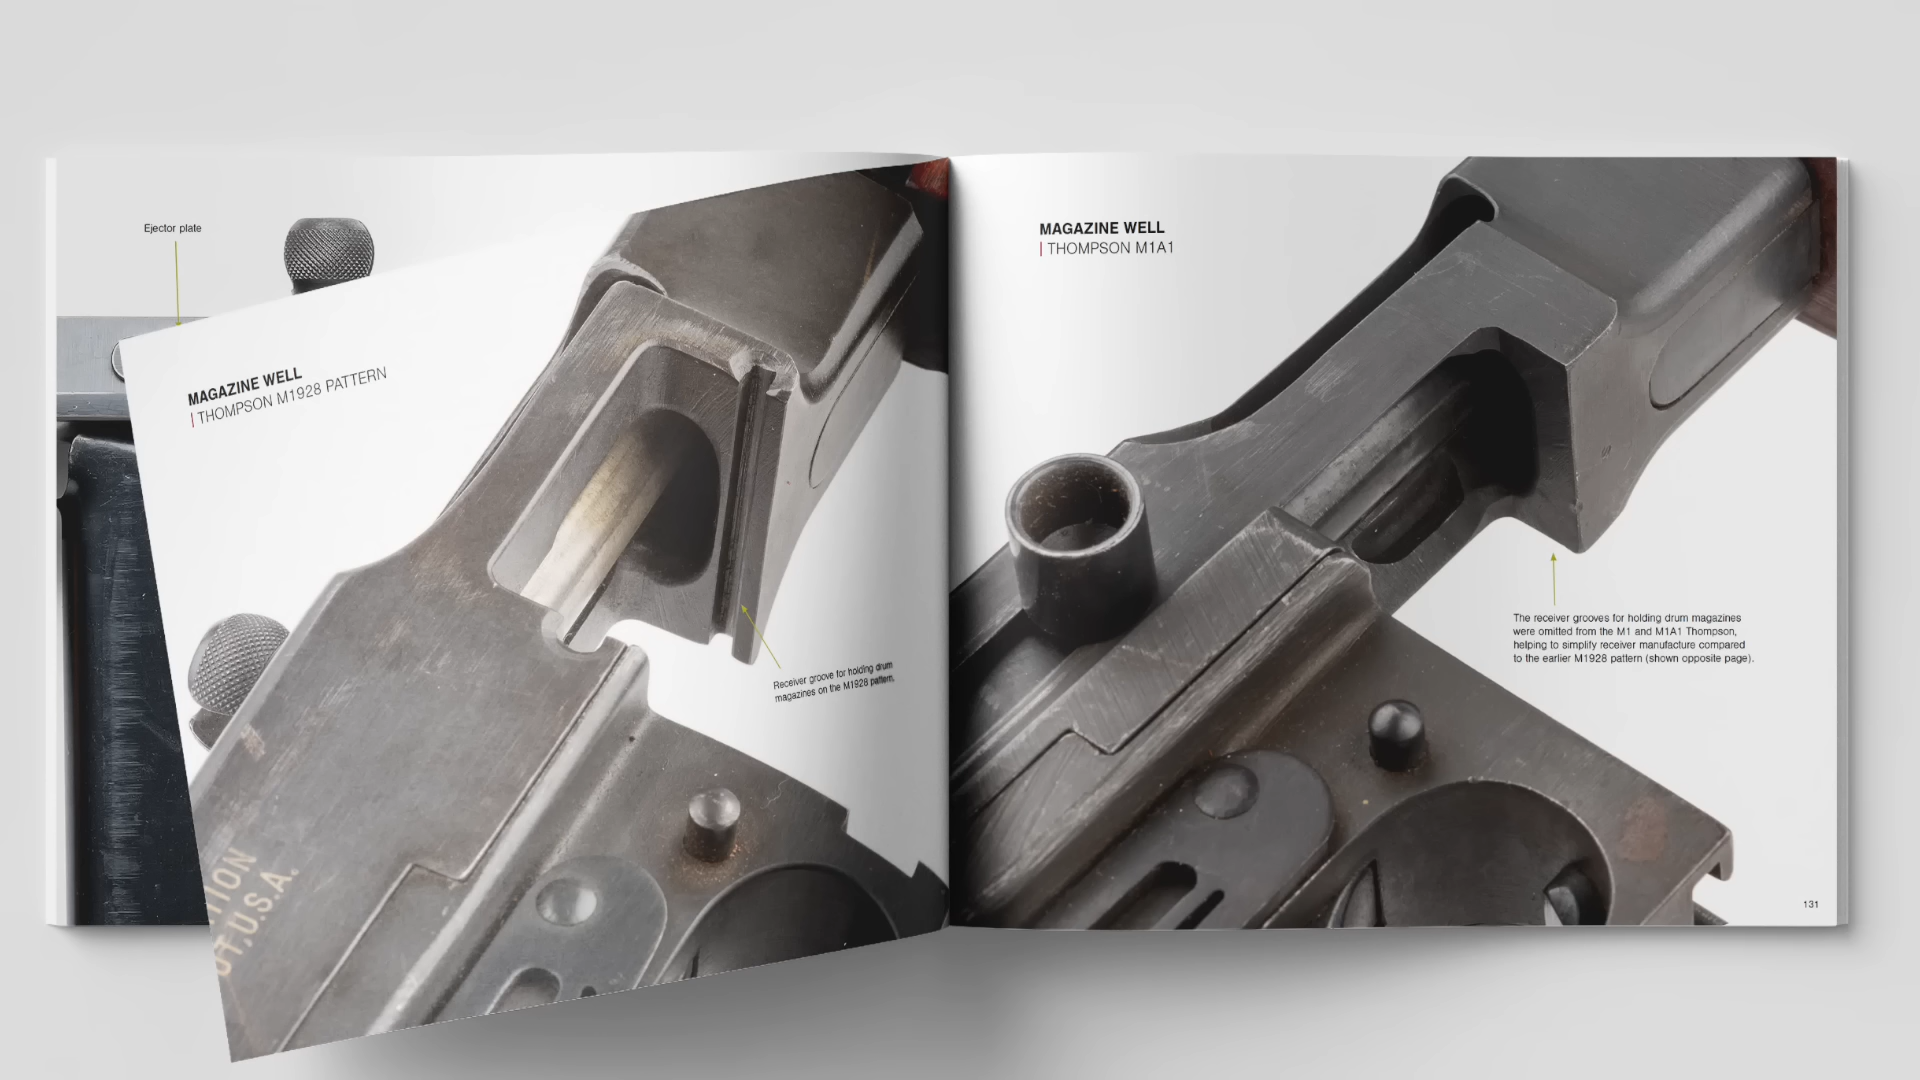 Ejector plate
MAGAZINE WELL
THOMPSON M1928 PATTERN
Receiver groove for holding drum
magazines on the M1928 pattern.
TION
U.S.A.
MAGAZINE WELL
THOMPSON M1A1
The receiver grooves for holding drum magazines
were omitted from the M1 and M1A1 Thompson,
helping to simplify receiver manufacture compared
to the earlier M1928 pattern (shown opposite page).
131